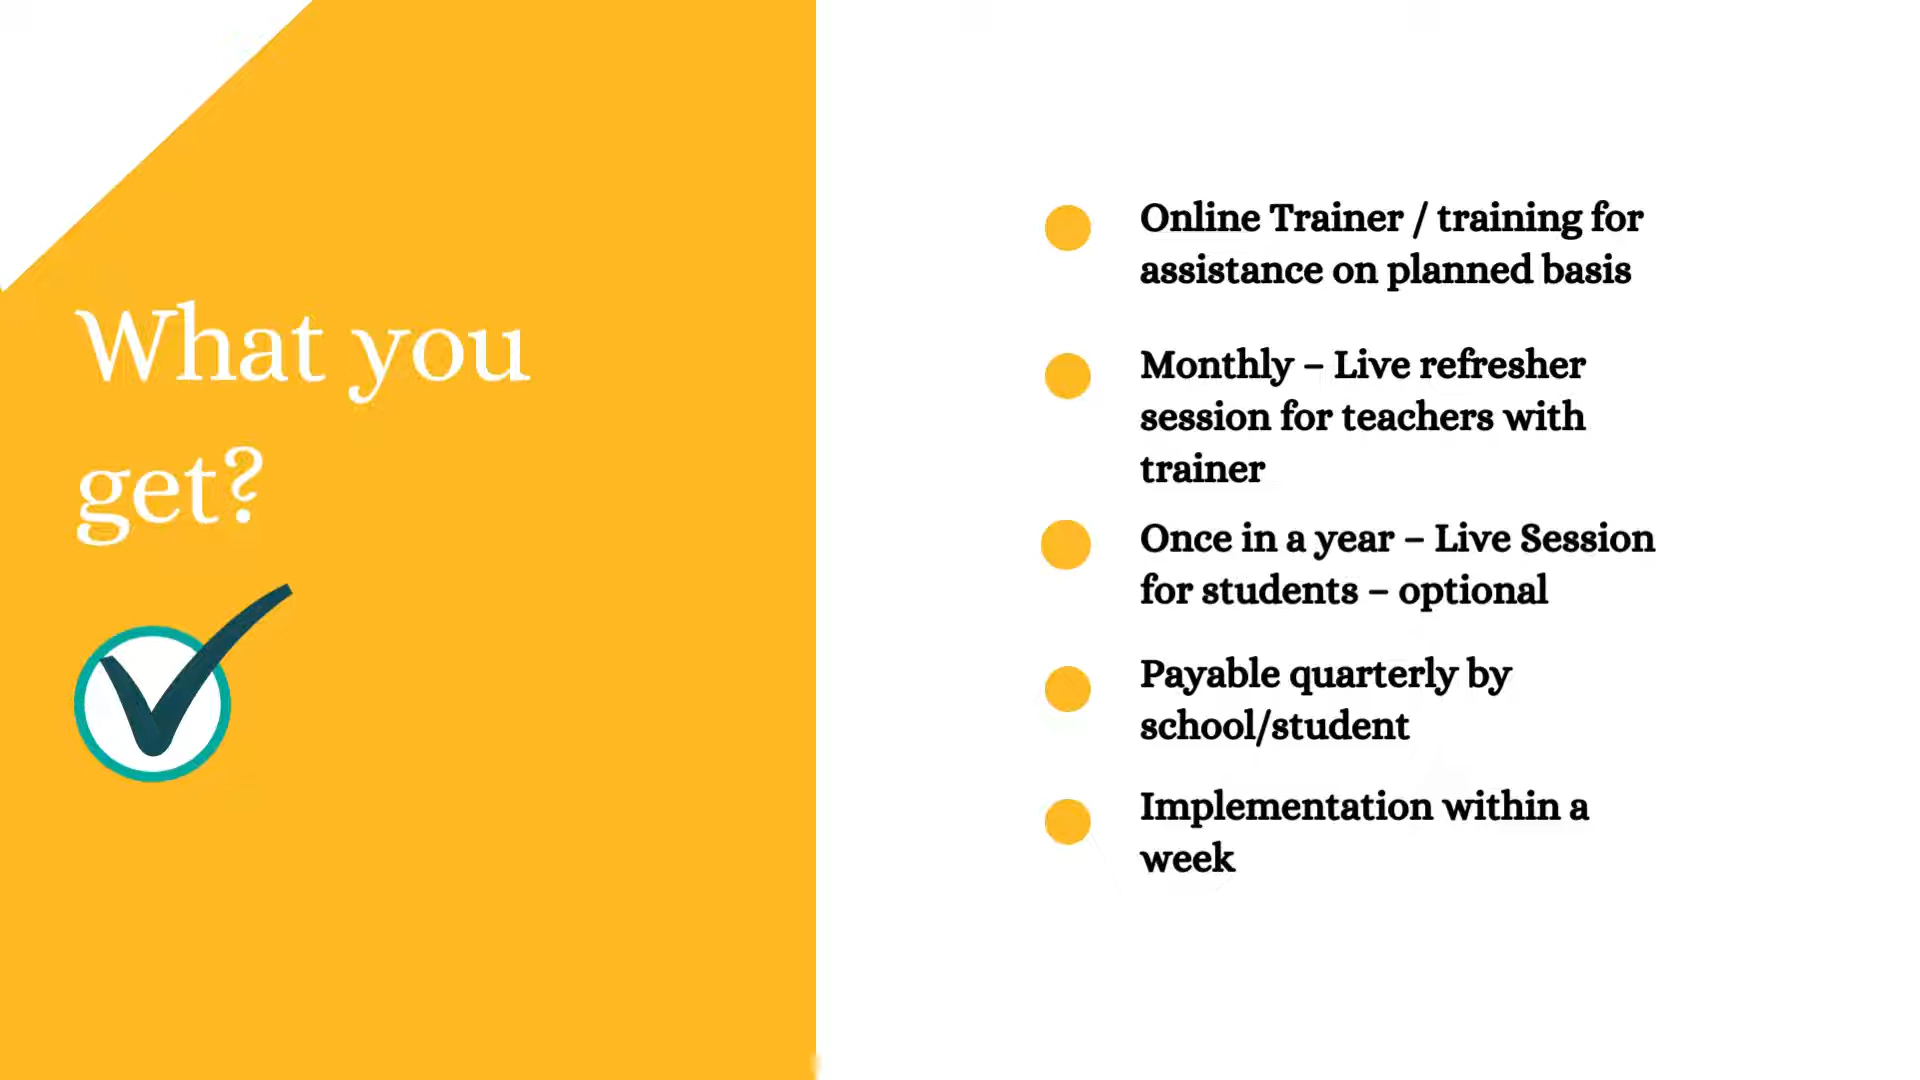 What you
get?
Online Trainer / training for
assistance on planned basis
Monthly – Live refresher
session for teachers with
trainer
Once in a year – Live Session
for students – optional
Payable quarterly by
school/student
Implementation within a
week